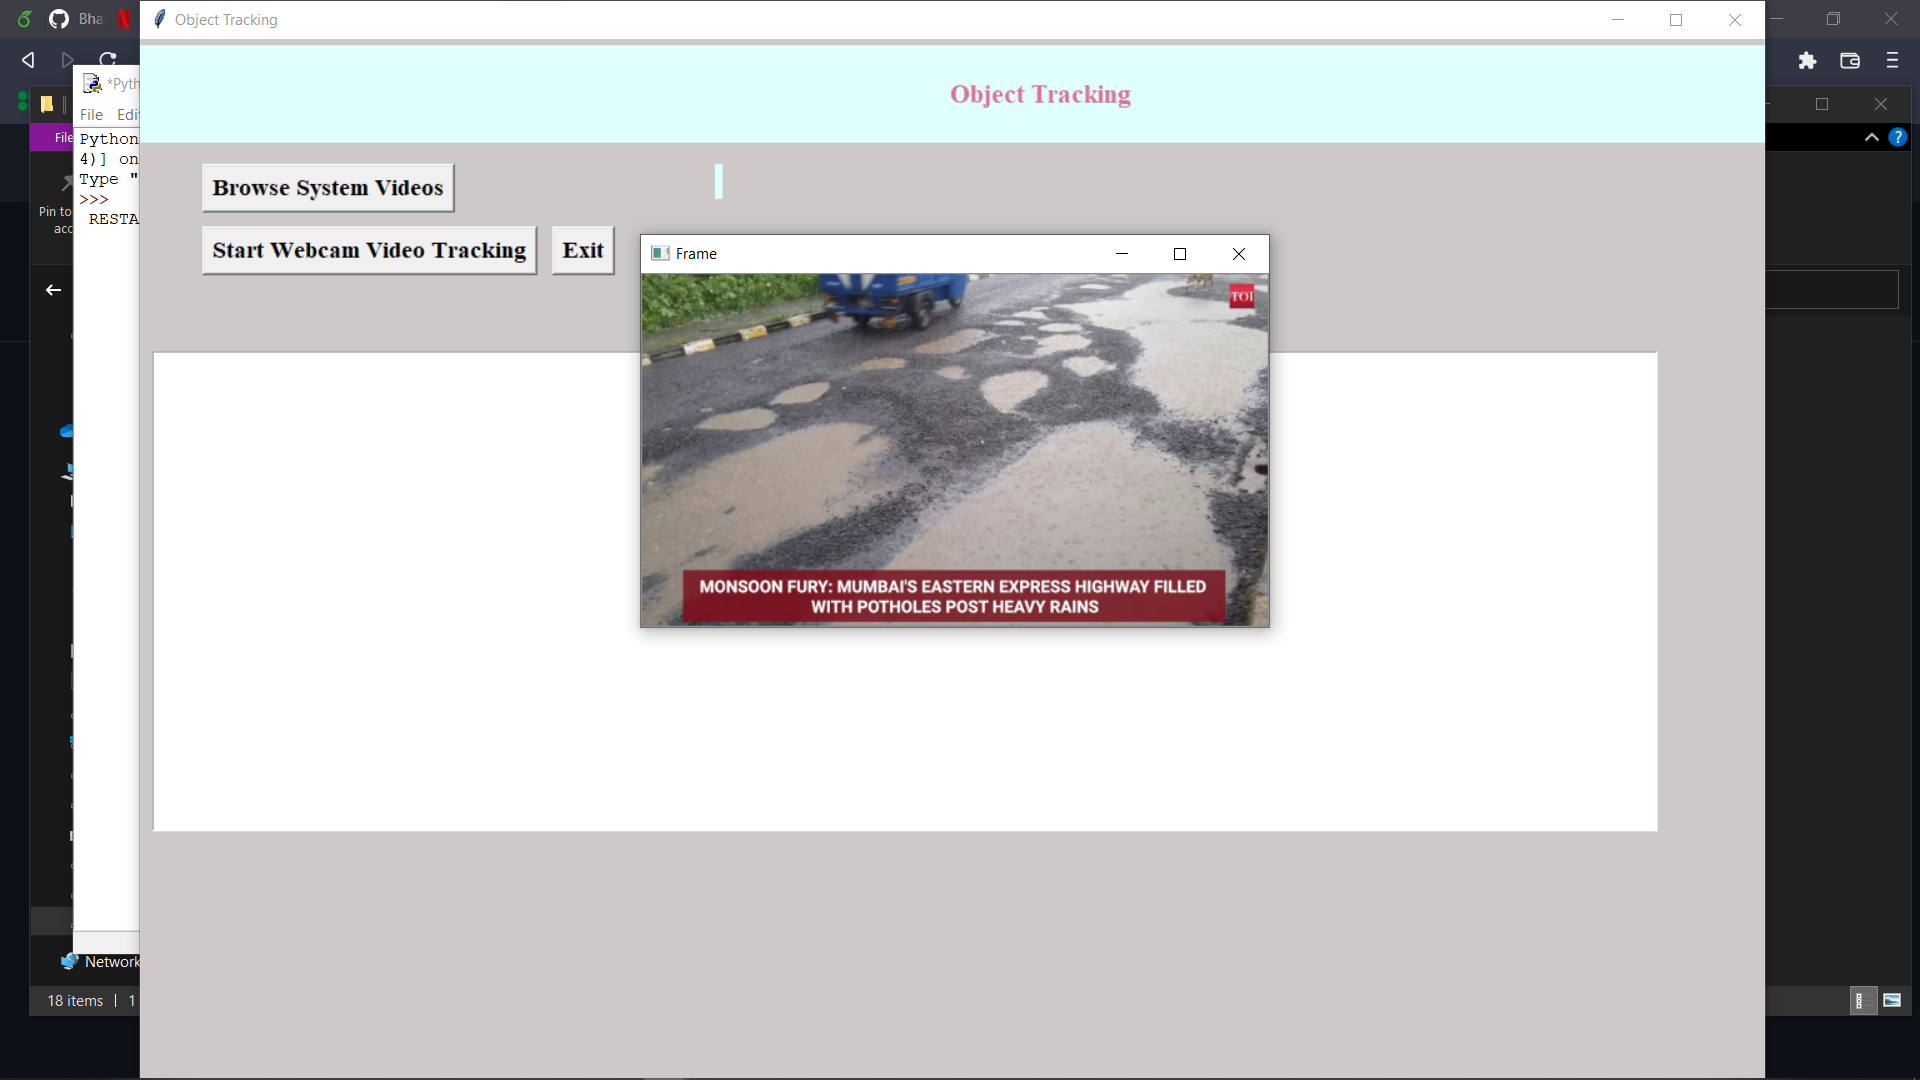 Bha
Object Tracking
*Pyth
File Edi
Object Tracking
File
Python
4)] on
Type "
>>>
RESTA
Pin to
acc
Browse System Videos
Start Webcam Video Tracking Exit
Frame
TOI
MONSOON FURY: MUMBAI'S EASTERN EXPRESS HIGHWAY FILLED
WITH POTHOLES POST HEAVY RAINS
Network
18 items 1